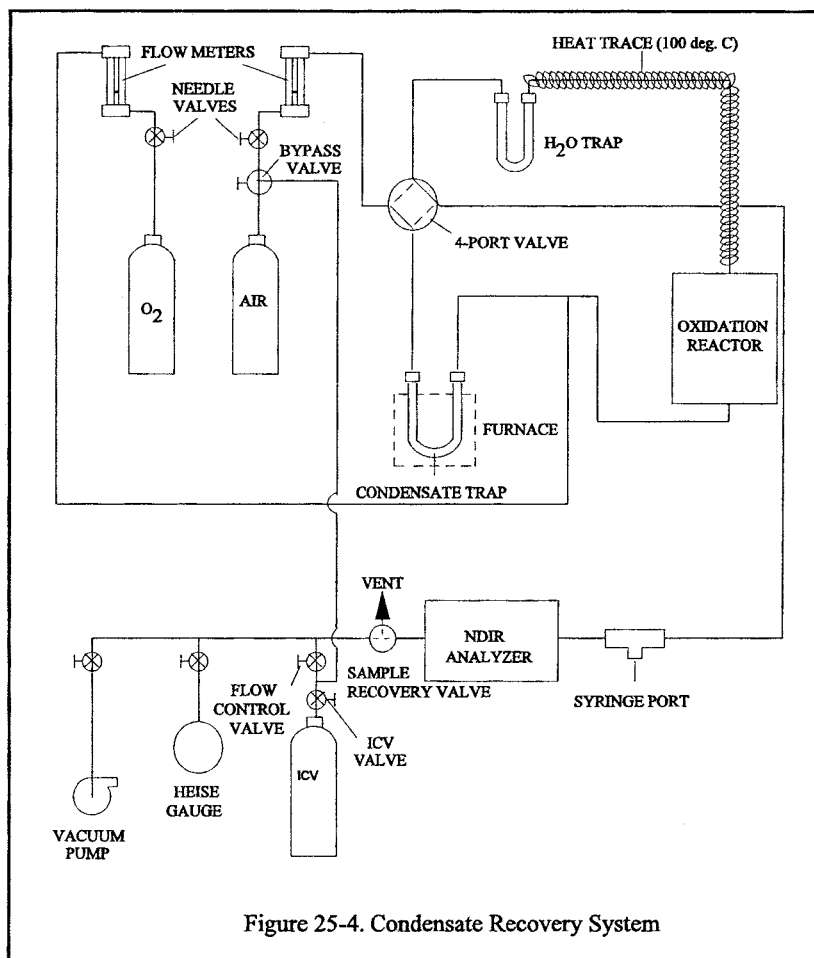 FLOW METERS
HEAT TRACE (100 deg. C)
NEEDLE
VALVES
H2O TRAP
BYPASS
VALVE
4-PORT VALVE
O2
AIR
OXIDATION
REACTOR
FURNACE
CONDENSATE TRAP
VENT
NDIR
ANALYZER
SAMPLE
RECOVERY VALVE
SYRINGE PORT
FLOW
CONTROL
VALVE
ICV
VALVE
ICV
HEISE
GAUGE
VACUUM
PUMP
Figure 25-4. Condensate Recovery System